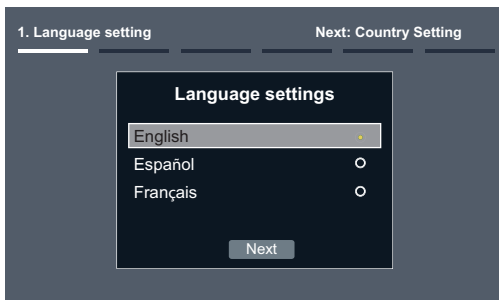 1. Language setting Next: Country Setting
Language settings
English
Español
Français
Next